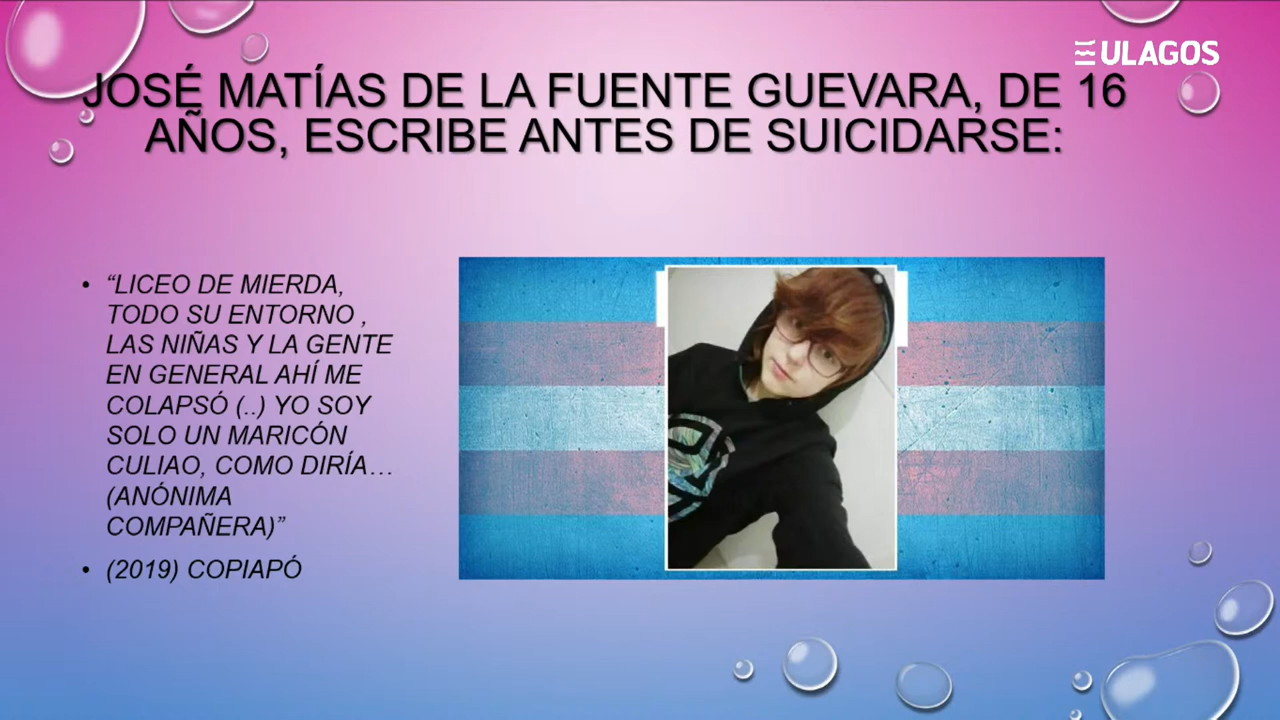 ULAGOS
JOSÉ MATÍAS DE LA FUENTE GUEVARA, DE 16
AÑOS, ESCRIBE ANTES DE SUICIDARSE:
• “LICEO DE MIERDA,
TODO SU ENTORNO ,
LAS NIÑAS Y LA GENTE
EN GENERAL AHÍ ME
COLAPSÓ (..) YO SOY
SOLO UN MARICÓN
CULIAO, COMO DIRÍA…
(ANÓNIMA
COMPAÑERA)”
• (2019) COPIAPÓ